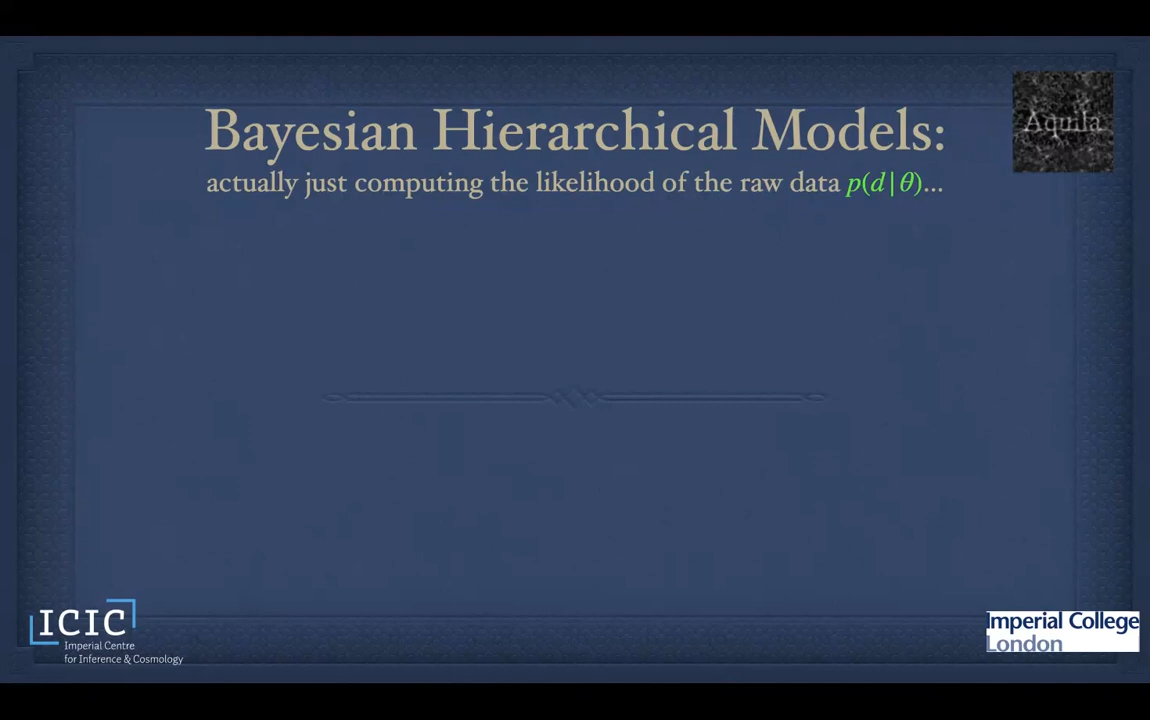 Bayesian Hierarchical Models:
actually just computing the likelihood of the raw data p(d|θ)...
Aquila
ICIC
Imperial Centre
for Inference & Cosmology
Imperial College
London